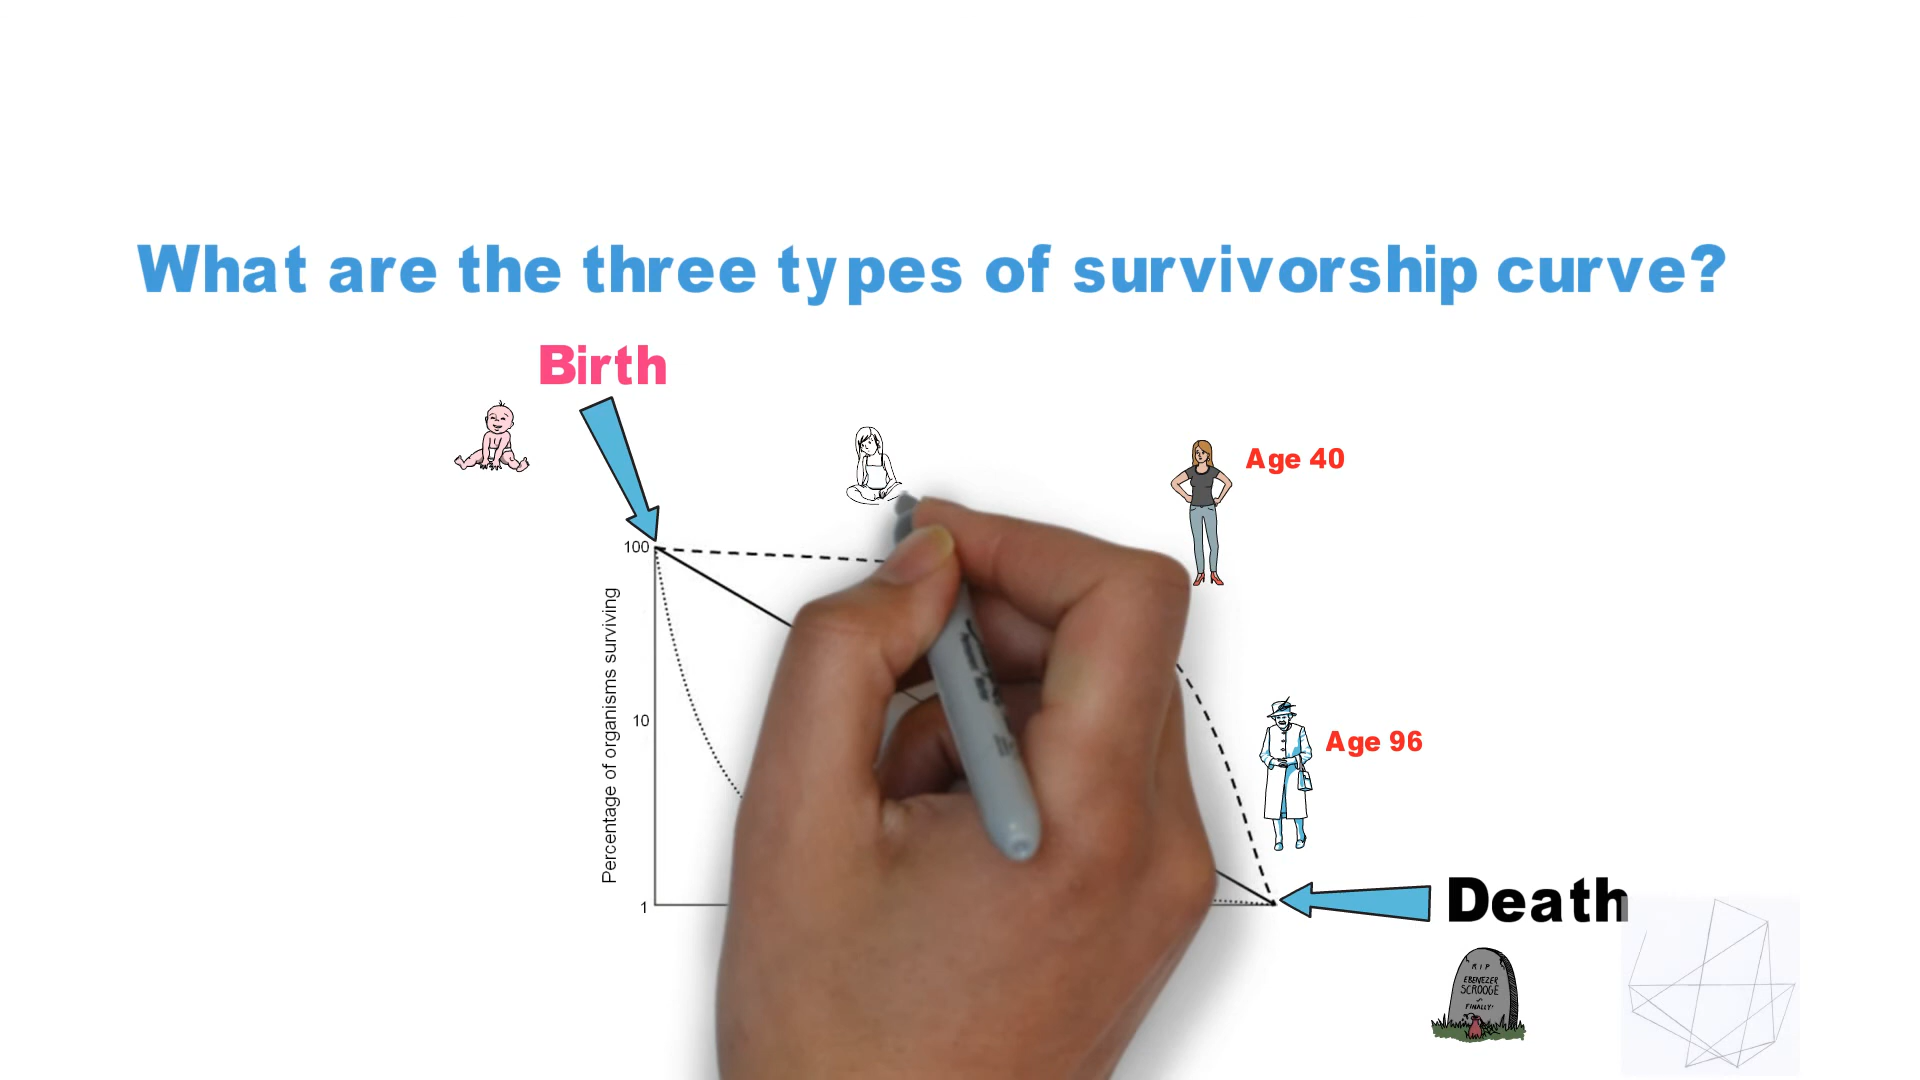 What are the three types of survivorship curve?
Birth
Age 40
100
Percentage of organisms surviving
10
Age 96
1
Death
RIP
EBENEZER
SCROOGE
FINALLY!